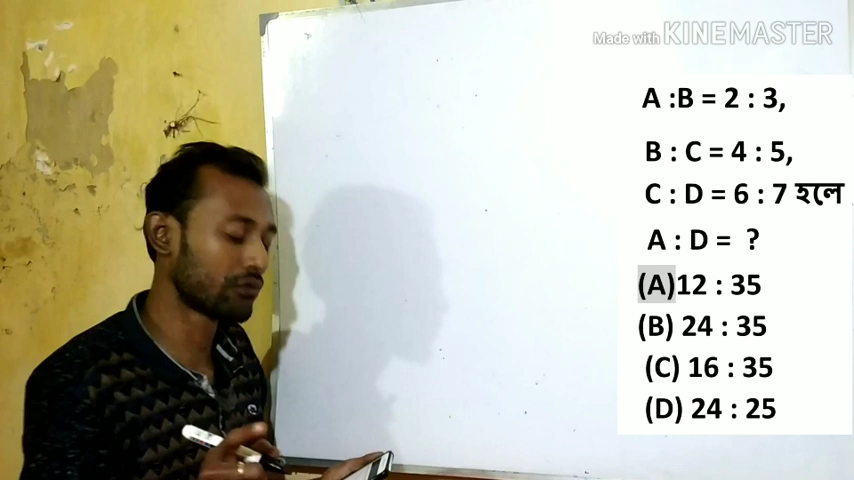 Made with KINEMASTER
A :B = 2 : 3,
B : C = 4 : 5,
C : D = 6 : 7 হলে
A : D = ?
(A)12 : 35
(B) 24 : 35
(C) 16 : 35
(D) 24 : 25